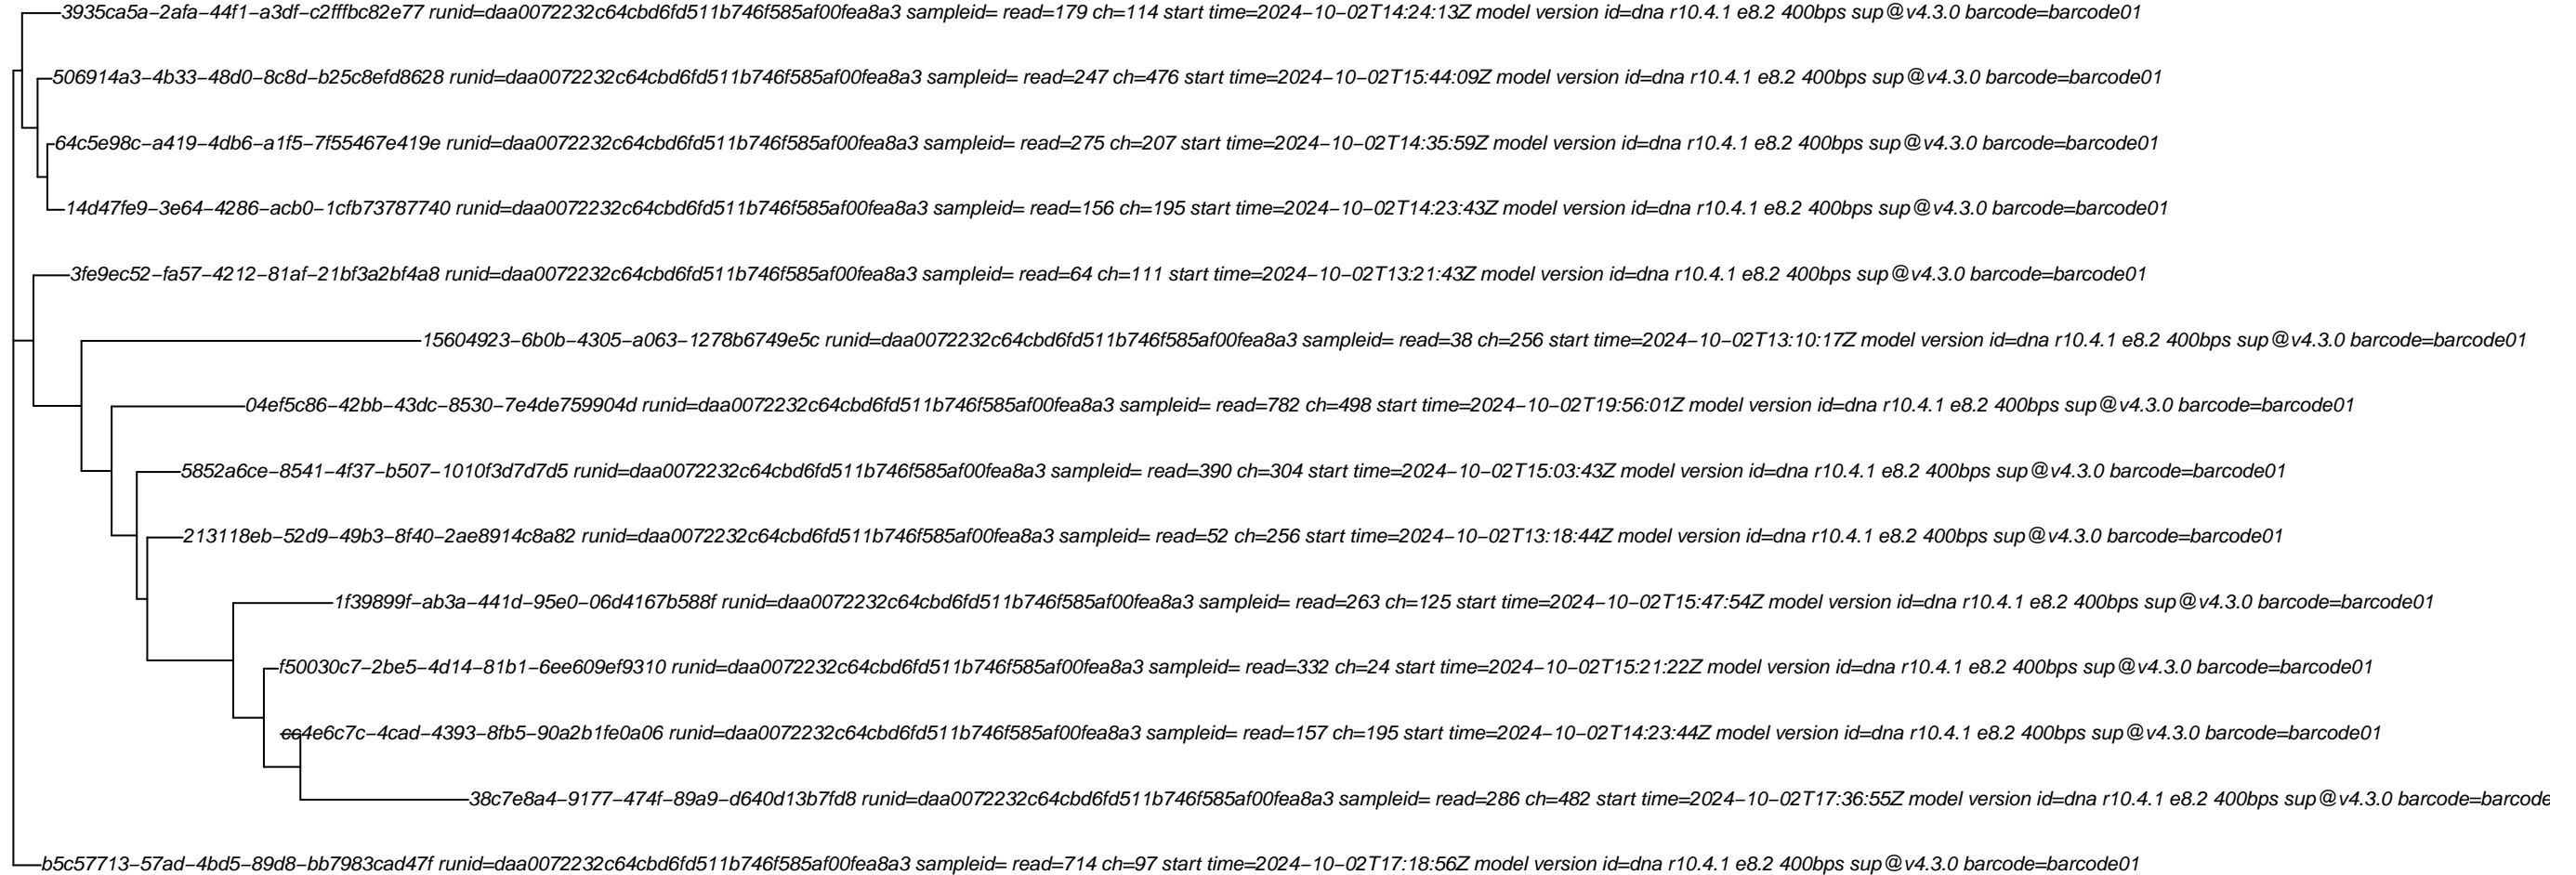 3935ca5a–2afa–44f1–a3df–c2fffbc82e77 runid=daa0072232c64cbd6fd511b746f585af00fea8a3 sampleid= read=179 ch=114 start time=2024–10–02T14:24:13Z model version id=dna r10.4.1 e8.2 400bps sup@v4.3.0 barcode=barcode01
506914a3–4b33–48d0–8c8d–b25c8efd8628 runid=daa0072232c64cbd6fd511b746f585af00fea8a3 sampleid= read=247 ch=476 start time=2024–10–02T15:44:09Z model version id=dna r10.4.1 e8.2 400bps sup@v4.3.0 barcode=barcode01
64c5e98c–a419–4db6–a1f5–7f55467e419e runid=daa0072232c64cbd6fd511b746f585af00fea8a3 sampleid= read=275 ch=207 start time=2024–10–02T14:35:59Z model version id=dna r10.4.1 e8.2 400bps sup@v4.3.0 barcode=barcode01
14d47fe9–3e64–4286–acb0–1cfb73787740 runid=daa0072232c64cbd6fd511b746f585af00fea8a3 sampleid= read=156 ch=195 start time=2024–10–02T14:23:43Z model version id=dna r10.4.1 e8.2 400bps sup@v4.3.0 barcode=barcode01
3fe9ec52–fa57–4212–81af–21bf3a2bf4a8 runid=daa0072232c64cbd6fd511b746f585af00fea8a3 sampleid= read=64 ch=111 start time=2024–10–02T13:21:43Z model version id=dna r10.4.1 e8.2 400bps sup@v4.3.0 barcode=barcode01
15604923–6b0b–4305–a063–1278b6749e5c runid=daa0072232c64cbd6fd511b746f585af00fea8a3 sampleid= read=38 ch=256 start time=2024–10–02T13:10:17Z model version id=dna r10.4.1 e8.2 400bps sup@v4.3.0 barcode=barcode01
04ef5c86–42bb–43dc–8530–7e4de759904d runid=daa0072232c64cbd6fd511b746f585af00fea8a3 sampleid= read=782 ch=498 start time=2024–10–02T19:56:01Z model version id=dna r10.4.1 e8.2 400bps sup@v4.3.0 barcode=barcode01
5852a6ce–8541–4f37–b507–1010f3d7d7d5 runid=daa0072232c64cbd6fd511b746f585af00fea8a3 sampleid= read=390 ch=304 start time=2024–10–02T15:03:43Z model version id=dna r10.4.1 e8.2 400bps sup@v4.3.0 barcode=barcode01
213118eb–52d9–49b3–8f40–2ae8914c8a82 runid=daa0072232c64cbd6fd511b746f585af00fea8a3 sampleid= read=52 ch=256 start time=2024–10–02T13:18:44Z model version id=dna r10.4.1 e8.2 400bps sup@v4.3.0 barcode=barcode01
1f39899f–ab3a–441d–95e0–06d4167b588f runid=daa0072232c64cbd6fd511b746f585af00fea8a3 sampleid= read=263 ch=125 start time=2024–10–02T15:47:54Z model version id=dna r10.4.1 e8.2 400bps sup@v4.3.0 barcode=barcode01
f50030c7–2be5–4d14–81b1–6ee609ef9310 runid=daa0072232c64cbd6fd511b746f585af00fea8a3 sampleid= read=332 ch=24 start time=2024–10–02T15:21:22Z model version id=dna r10.4.1 e8.2 400bps sup@v4.3.0 barcode=barcode01
cc4e6c7c–4cad–4393–8fb5–90a2b1fe0a06 runid=daa0072232c64cbd6fd511b746f585af00fea8a3 sampleid= read=157 ch=195 start time=2024–10–02T14:23:44Z model version id=dna r10.4.1 e8.2 400bps sup@v4.3.0 barcode=barcode01
38c7e8a4–9177–474f–89a9–d640d13b7fd8 runid=daa0072232c64cbd6fd511b746f585af00fea8a3 sampleid= read=286 ch=482 start time=2024–10–02T17:36:55Z model version id=dna r10.4.1 e8.2 400bps sup@v4.3.0 barcode=barcode
b5c57713–57ad–4bd5–89d8–bb7983cad47f runid=daa0072232c64cbd6fd511b746f585af00fea8a3 sampleid= read=714 ch=97 start time=2024–10–02T17:18:56Z model version id=dna r10.4.1 e8.2 400bps sup@v4.3.0 barcode=barcode01